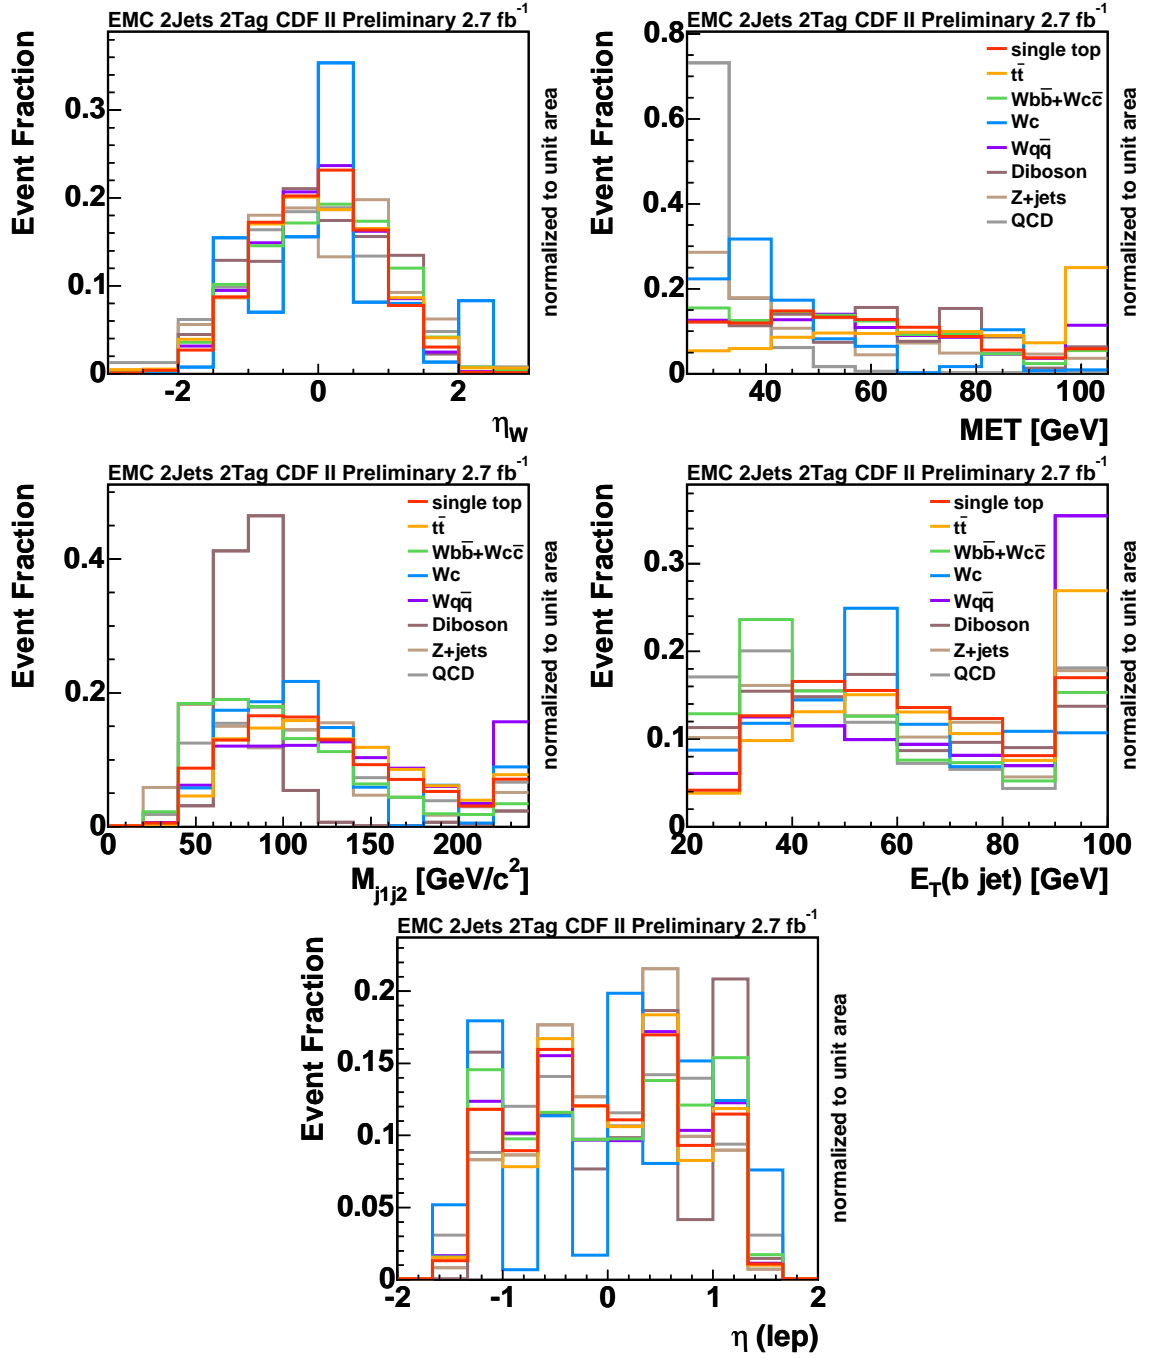 EMC 2Jets 2Tag CDF II Preliminary 2.7 fb⁻¹
Event Fraction
0.3
0.2
0.1
0
-2 0 2
η_W
normalized to unit area
EMC 2Jets 2Tag CDF II Preliminary 2.7 fb⁻¹
Event Fraction
0.8
0.6
0.4
0.2
0
40 60 80 100
MET [GeV]
single top
tt̄
Wbb̄+Wcc̄
Wc
Wqq̄
Diboson
Z+jets
QCD
normalized to unit area
EMC 2Jets 2Tag CDF II Preliminary 2.7 fb⁻¹
Event Fraction
0.4
0.2
0
0 50 100 150 200
M_j1j2 [GeV/c²]
single top
tt̄
Wbb̄+Wcc̄
Wc
Wqq̄
Diboson
Z+jets
QCD
normalized to unit area
EMC 2Jets 2Tag CDF II Preliminary 2.7 fb⁻¹
Event Fraction
0.3
0.2
0.1
0
20 40 60 80 100
E_T(b jet) [GeV]
single top
tt̄
Wbb̄+Wcc̄
Wc
Wqq̄
Diboson
Z+jets
QCD
normalized to unit area
EMC 2Jets 2Tag CDF II Preliminary 2.7 fb⁻¹
Event Fraction
0.2
0.15
0.1
0.05
0
-2 -1 0 1 2
η (lep)
normalized to unit area